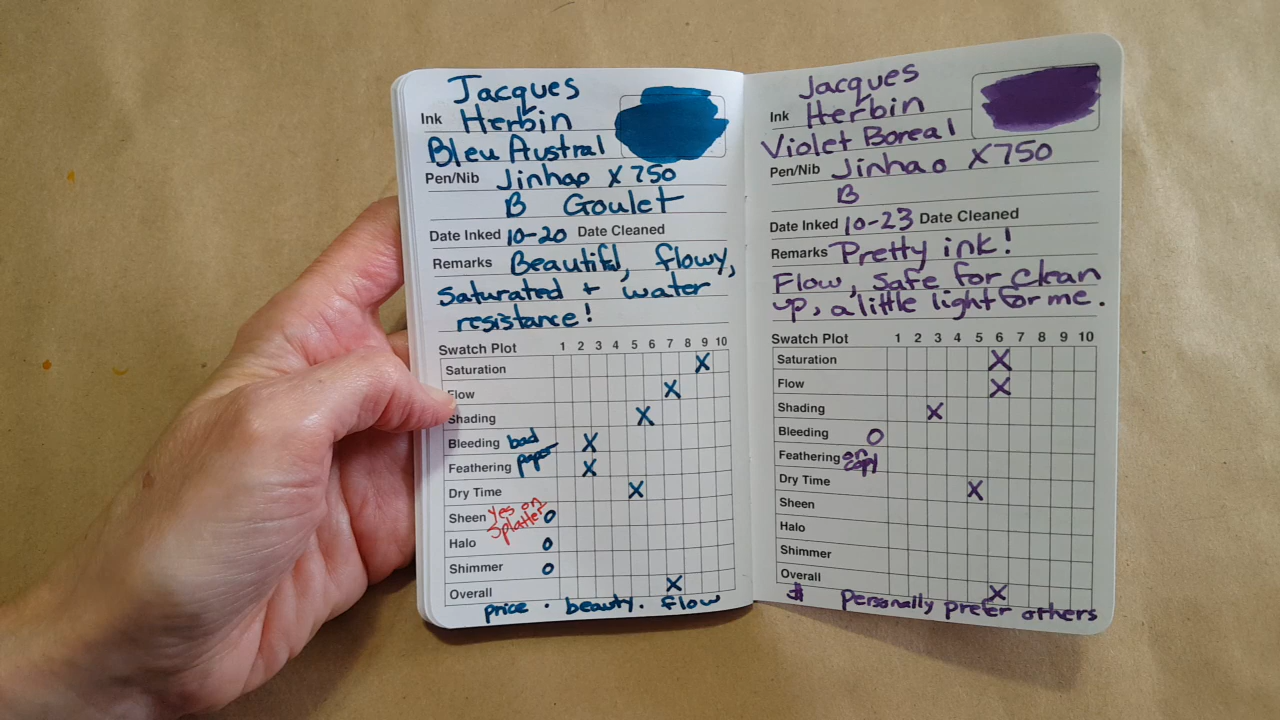 Jacques
Ink Herbin
Bleu Austral
Pen/Nib Jinhao X750
B Goulet
Date Inked 10-20 Date Cleaned
Remarks Beautiful, flowy,
saturated + water
resistance!
Swatch Plot 1 2 3 4 5 6 7 8 9 10
Saturation X
Flow X
Shading X
Bleeding bad X
Feathering paper X
Dry Time X
Sheen Yes on Splatter O
Halo O
Shimmer O
Overall X
price · beauty. flow
Jacques
Ink Herbin
Violet Boreal
Pen/Nib Jinhao X750
B
Date Inked 10-23 Date Cleaned
Remarks Pretty ink!
Flow, safe for clean
up, a little light for me.
Swatch Plot 1 2 3 4 5 6 7 8 9 10
Saturation X
Flow X
Shading X
Bleeding O
Feathering on copy
Dry Time X
Sheen
Halo
Shimmer
Overall X
$ Personally prefer others